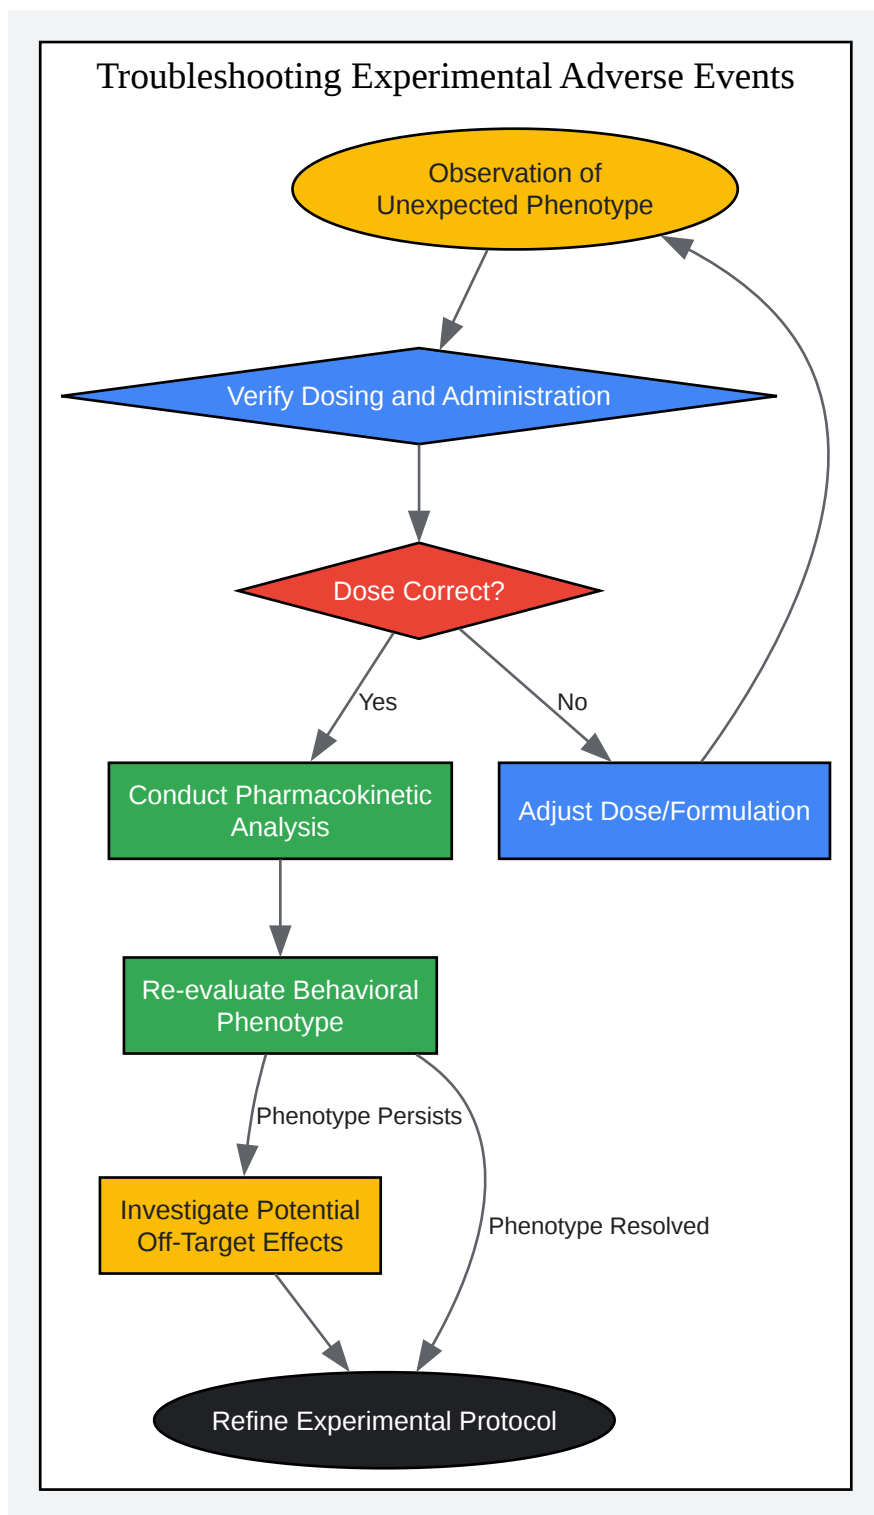 Troubleshooting Experimental Adverse Events
Observation of
Unexpected Phenotype
Verify Dosing and Administration
Dose Correct?
Yes
No
Conduct Pharmacokinetic
Analysis
Adjust Dose/Formulation
Re-evaluate Behavioral
Phenotype
Phenotype Persists
Investigate Potential
Off-Target Effects
Phenotype Resolved
Refine Experimental Protocol